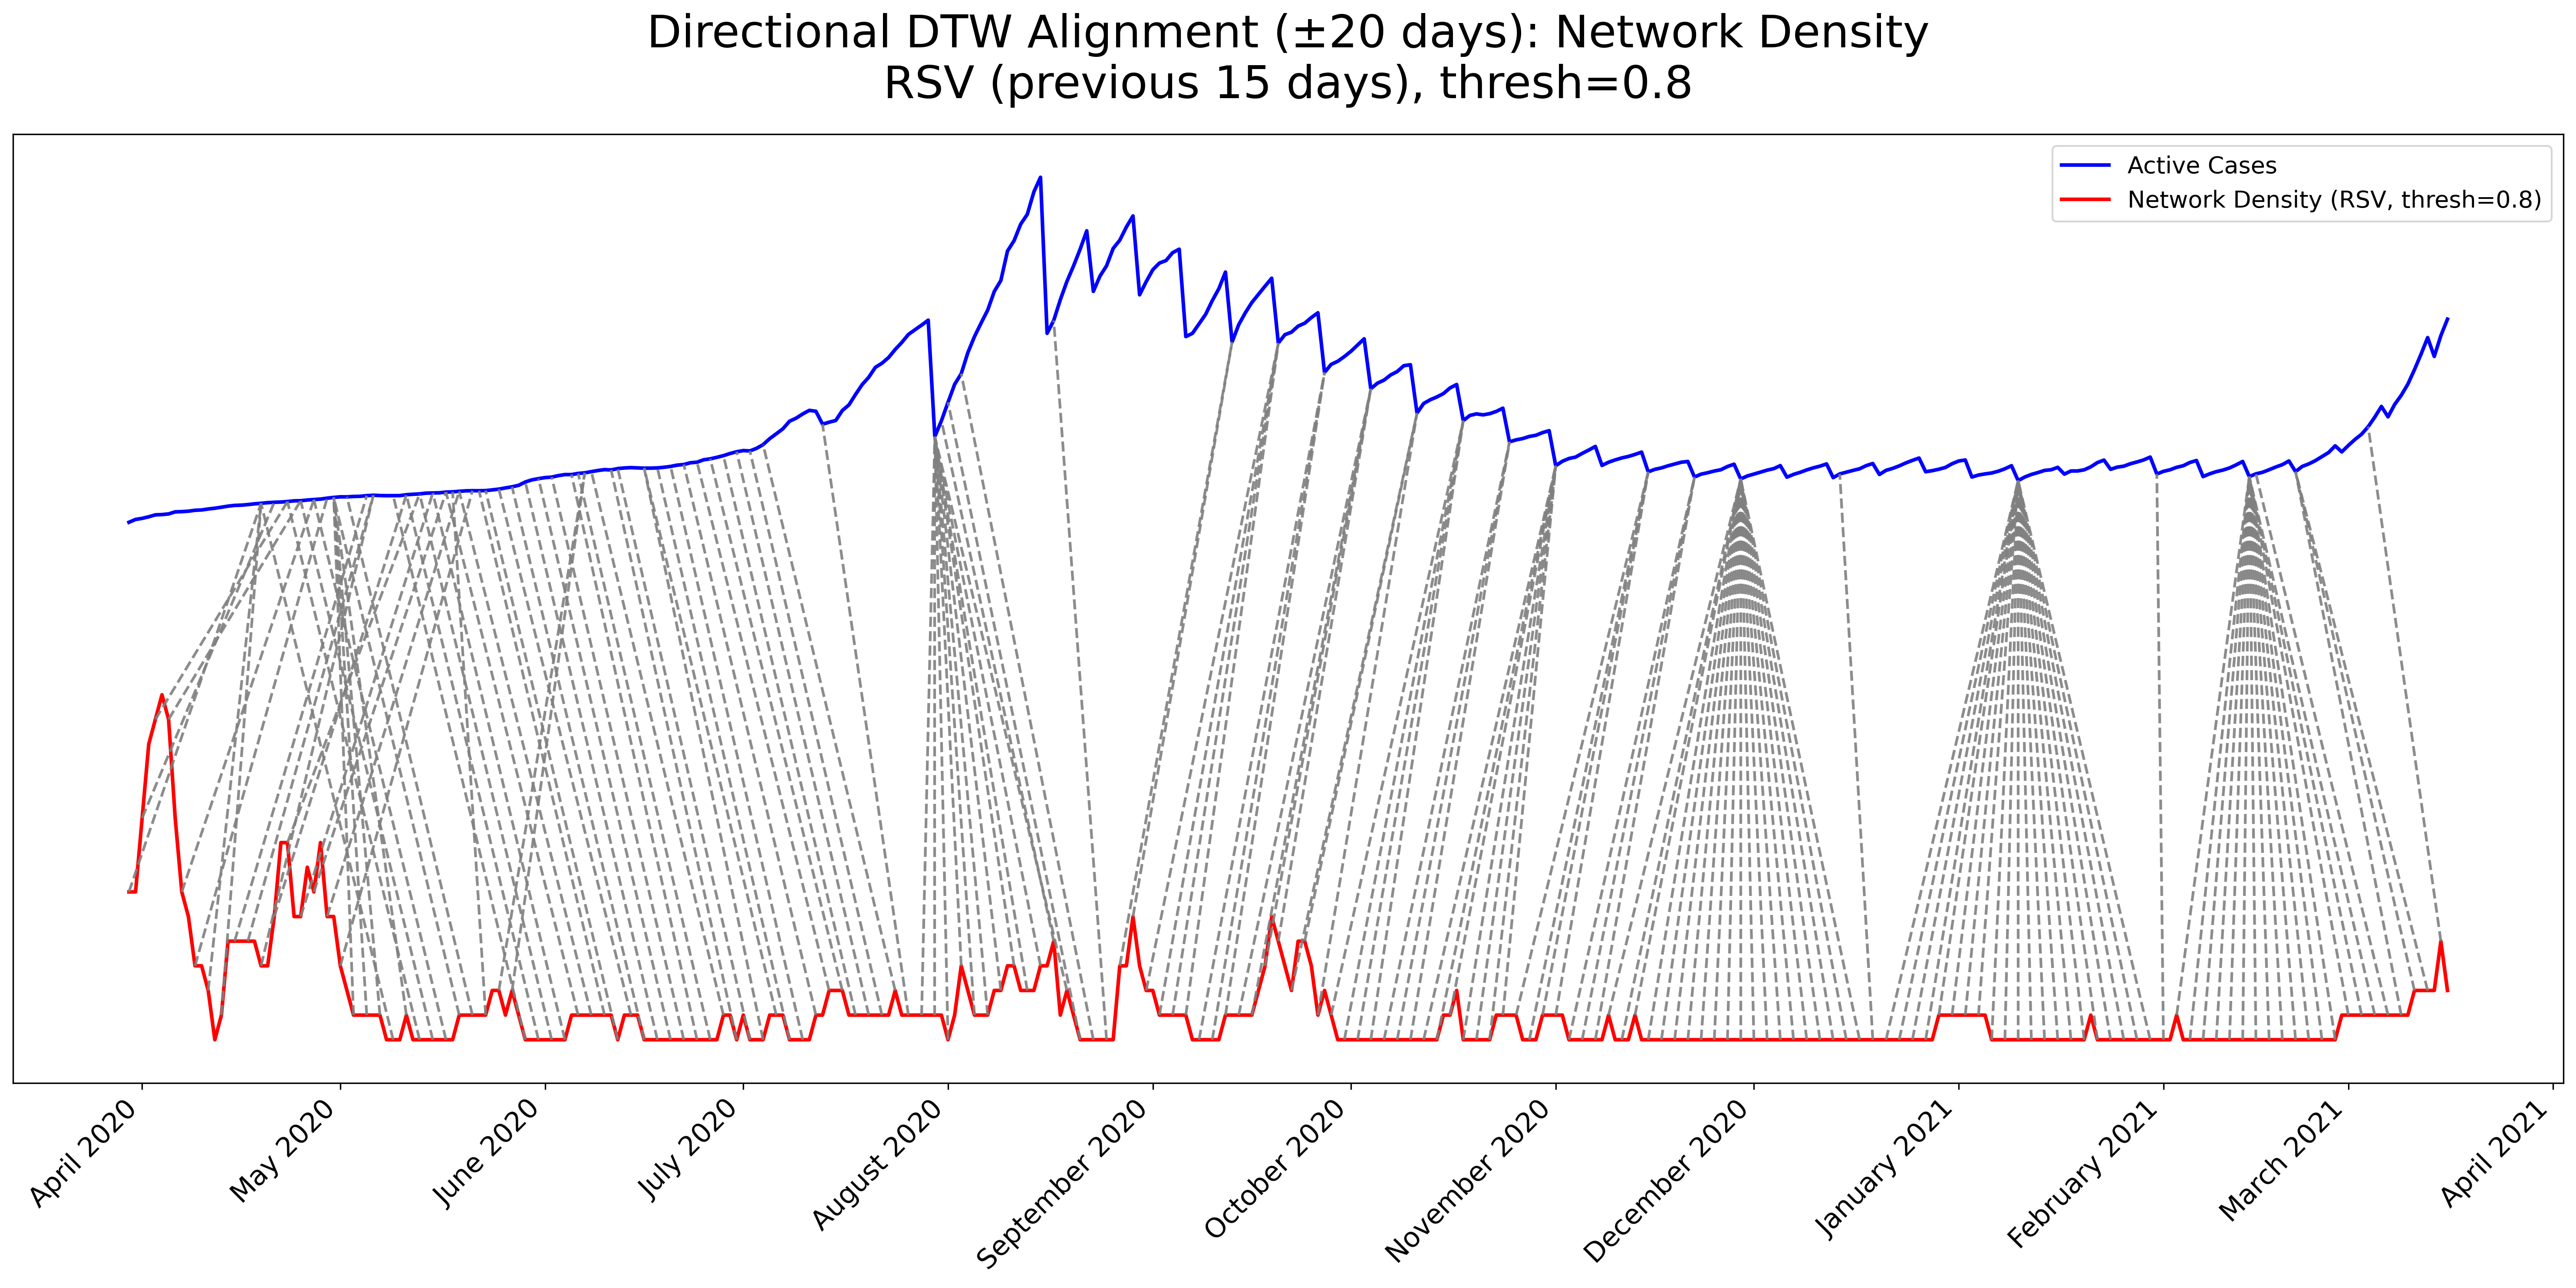 Directional DTW Alignment (±20 days): Network Density
RSV (previous 15 days), thresh=0.8
Active Cases
Network Density (RSV, thresh=0.8)
April 2020
May 2020
June 2020
July 2020
August 2020
September 2020
October 2020
November 2020
December 2020
January 2021
February 2021
March 2021
April 2021